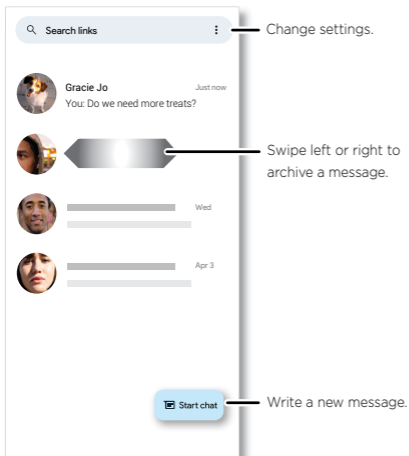 Search links
Change settings.
Gracie Jo
Just now
You: Do we need more treats?
Swipe left or right to
archive a message.
Wed
Apr 3
Start chat
Write a new message.